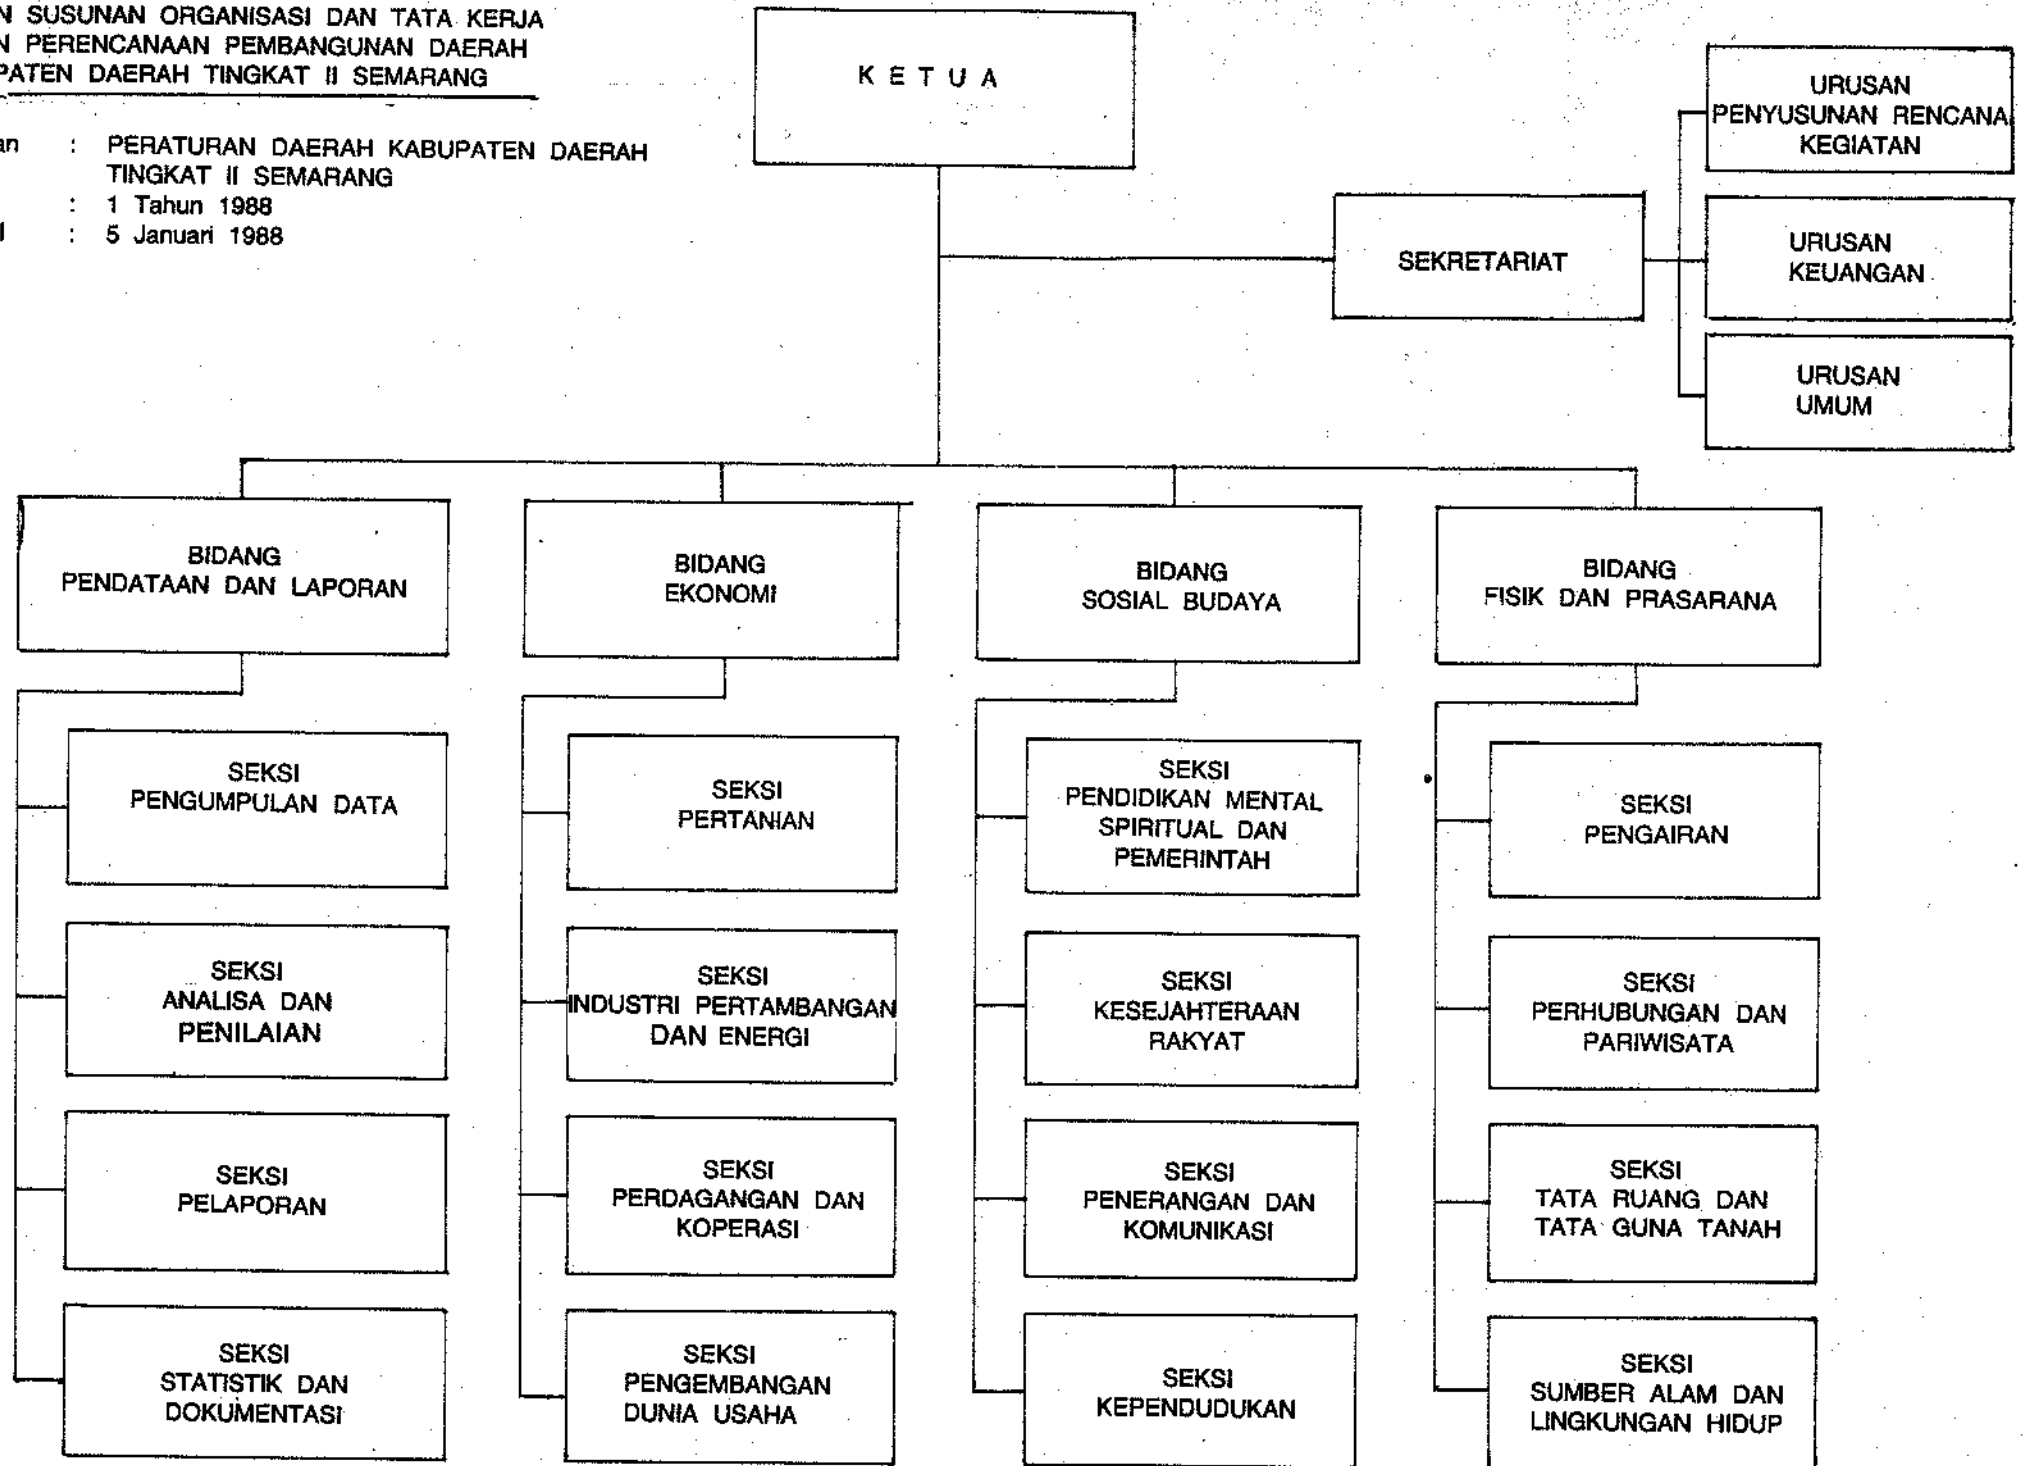 N SUSUNAN ORGANISASI DAN TATA KERJA
N PERENCANAAN PEMBANGUNAN DAERAH
PATEN DAERAH TINGKAT II SEMARANG
an : PERATURAN DAERAH KABUPATEN DAERAH
TINGKAT II SEMARANG
: 1 Tahun 1988
l : 5 Januari 1988
K E T U A
SEKRETARIAT
URUSAN
PENYUSUNAN RENCANA
KEGIATAN
URUSAN
KEUANGAN
URUSAN
UMUM
BIDANG
PENDATAAN DAN LAPORAN
SEKSI
PENGUMPULAN DATA
SEKSI
ANALISA DAN
PENILAIAN
SEKSI
PELAPORAN
SEKSI
STATISTIK DAN
DOKUMENTASI
BIDANG
EKONOMI
SEKSI
PERTANIAN
SEKSI
INDUSTRI PERTAMBANGAN
DAN ENERGI
SEKSI
PERDAGANGAN DAN
KOPERASI
SEKSI
PENGEMBANGAN
DUNIA USAHA
BIDANG
SOSIAL BUDAYA
SEKSI
PENDIDIKAN MENTAL
SPIRITUAL DAN
PEMERINTAH
SEKSI
KESEJAHTERAAN
RAKYAT
SEKSI
PENERANGAN DAN
KOMUNIKASI
SEKSI
KEPENDUDUKAN
BIDANG
FISIK DAN PRASARANA
SEKSI
PENGAIRAN
SEKSI
PERHUBUNGAN DAN
PARIWISATA
SEKSI
TATA RUANG DAN
TATA GUNA TANAH
SEKSI
SUMBER ALAM DAN
LINGKUNGAN HIDUP